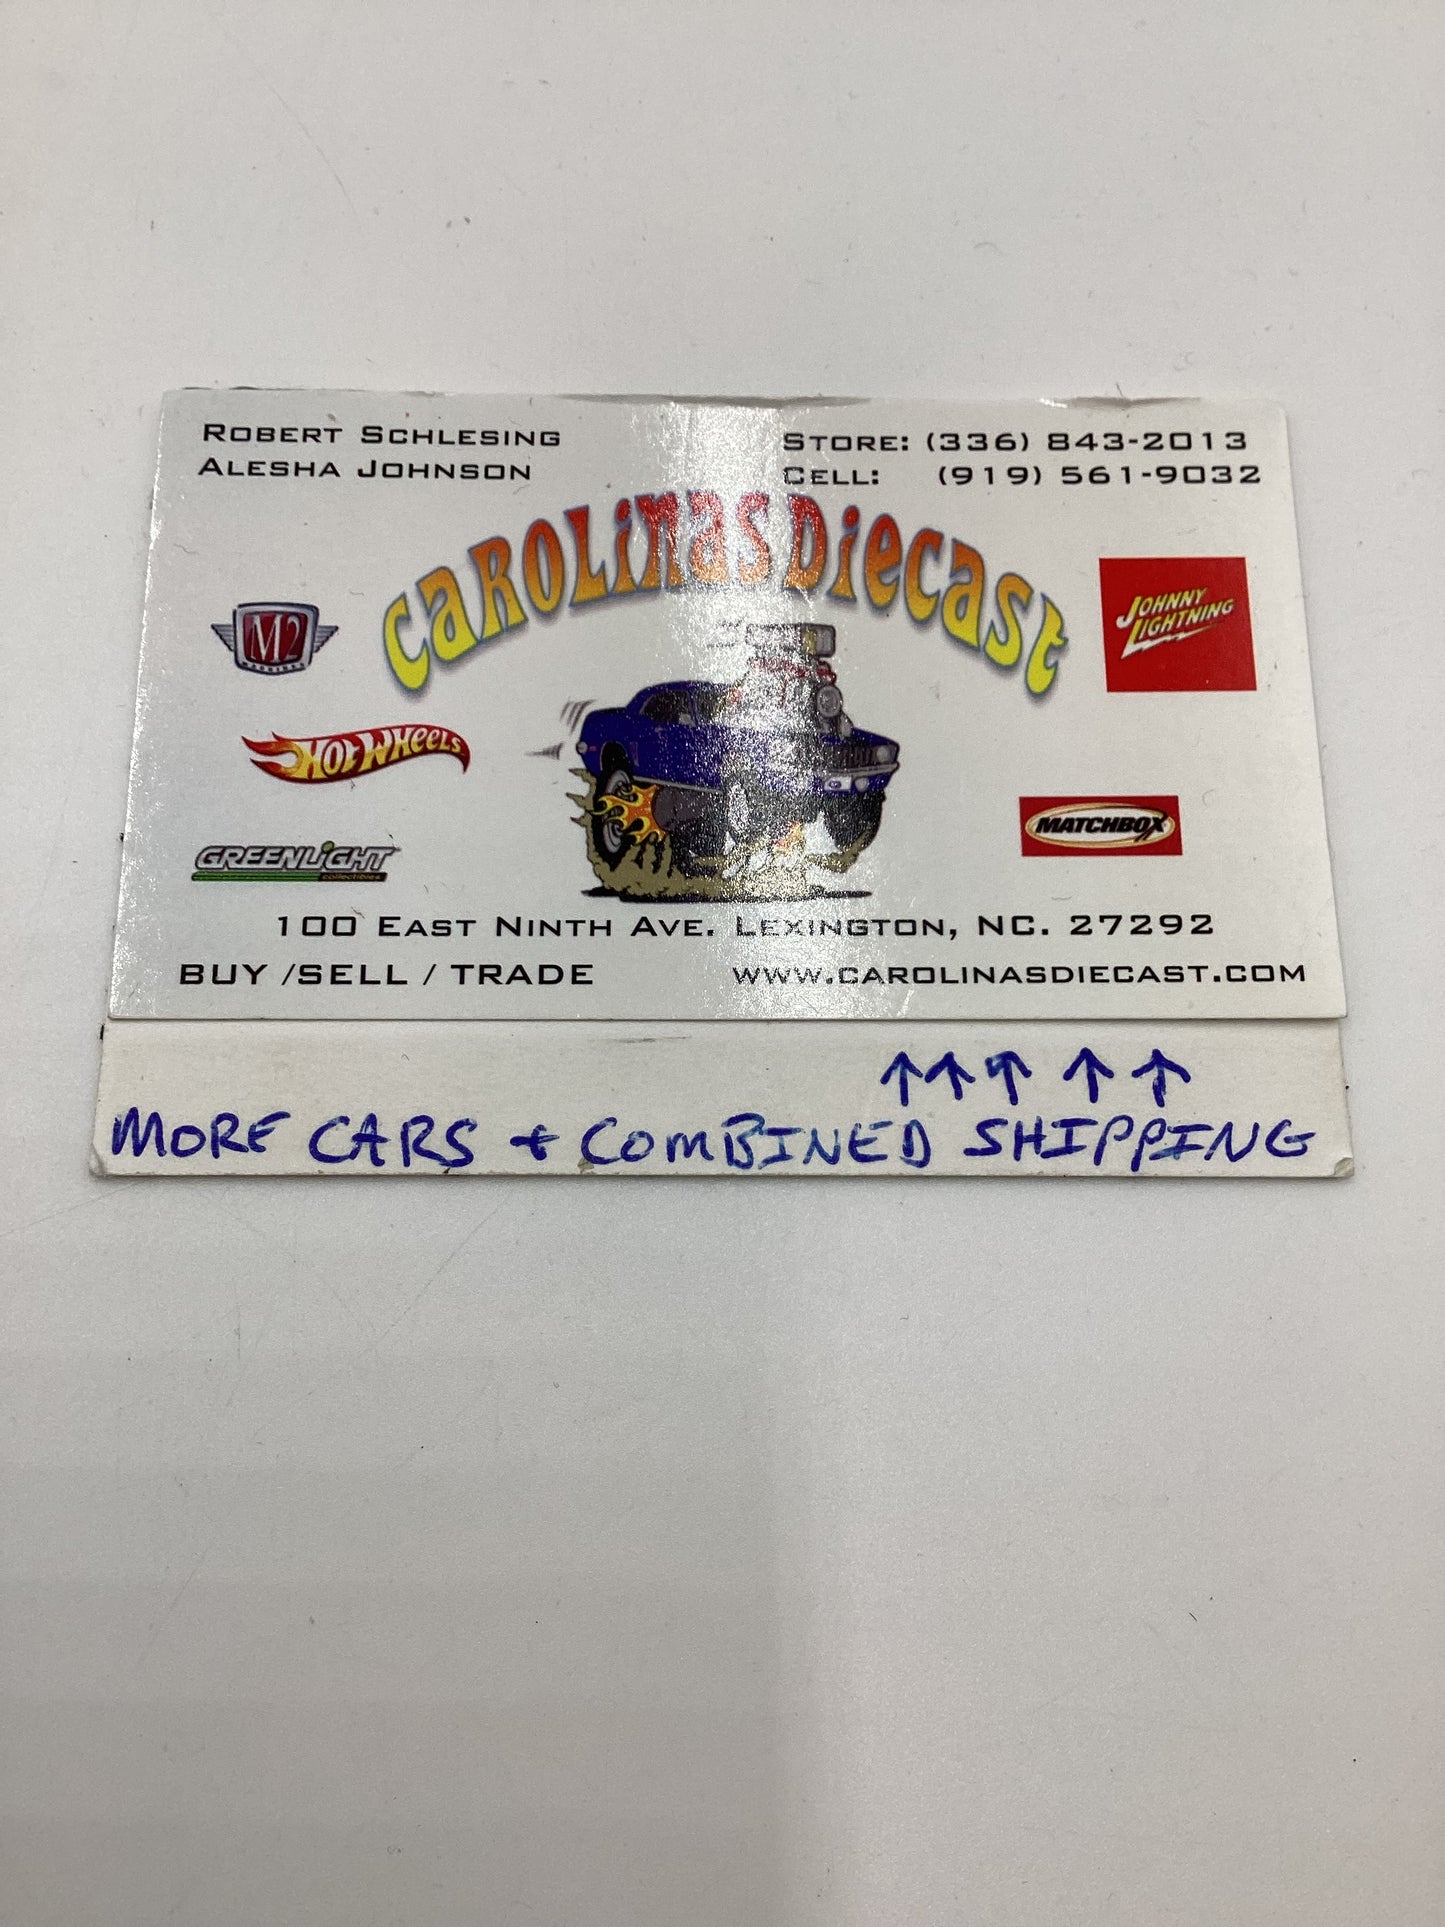 ROBERT SCHLESING
ALESHA JOHNSON
STORE: (336) 843-2013
CELL: (919) 561-9032
CAROLINAS DIECAST
M2
MACHINES
JOHNNY
LIGHTNING
HOT WHEELS
MATCHBOX
GREENLIGHT
collectibles
100 EAST NINTH AVE. LEXINGTON, NC. 27292
BUY /SELL / TRADE
WWW.CAROLINASDIECAST.COM
↑↑↑↑↑
MORE CARS + COMBINED SHIPPING